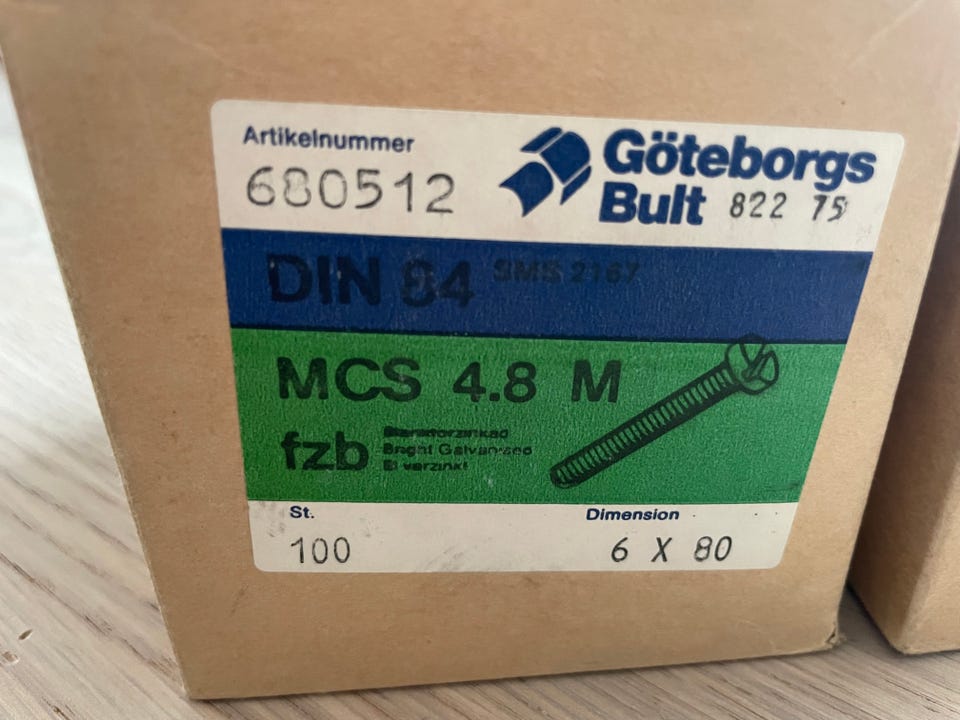 Artikelnummer
680512
Göteborgs
Bult 822 75
DIN 84 SMS 2167
MCS 4.8 M
fzb
Bright Galvanised
El verzinkt
St.
100
Dimension
6 X 80